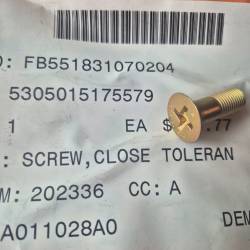 O: FB551831070204
5305015175579
1 EA $ .77
: SCREW,CLOSE TOLERAN
M: 202336 CC: A
A011028A0 DEM